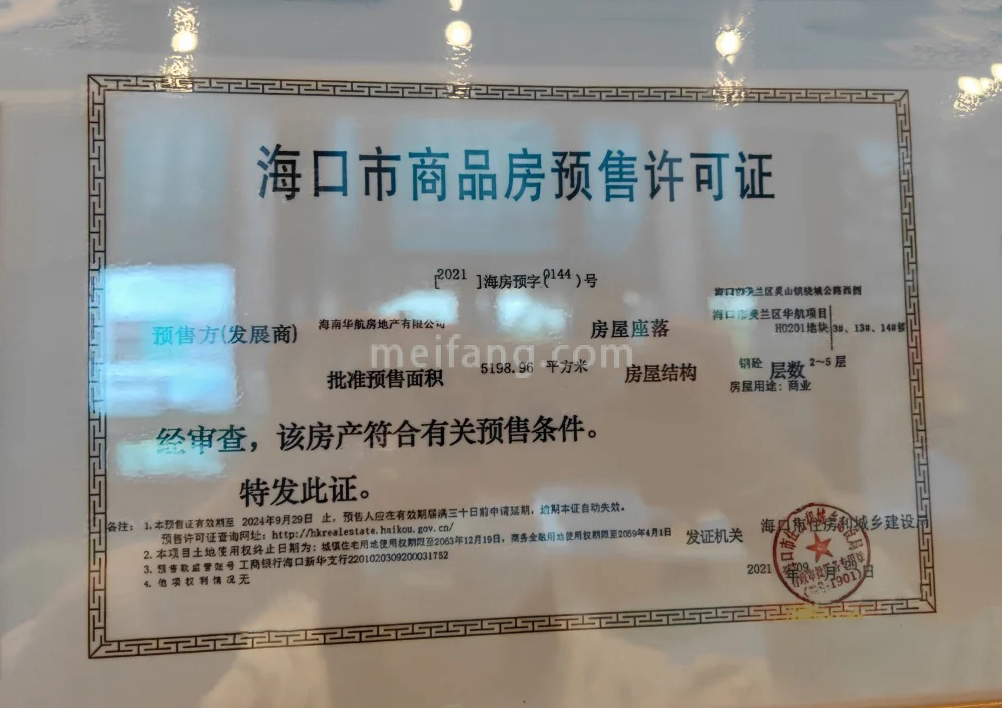 海口市商品房预售许可证
[2021]海房预字(0144)号
预售方(发展商) 海南华航房地产有限公司
房屋座落 海口市美兰区灵山镇绕城公路西侧
海口市美兰区华航项目
H0201地块3#、13#、14#楼
批准预售面积 5198.96 平方米
房屋结构 钢砼 层数 2~5 层
房屋用途: 商业
meifang.com
经审查，该房产符合有关预售条件。
特发此证。
备注: 1.本预售证有效期至 2024年9月29日 止，预售人应在有效期届满三十日前申请延期，逾期本证自动失效。
预售许可证查询网址: http://hkrealestate.haikou.gov.cn/
2.本项目土地使用权终止日期为: 城镇住宅用地使用权期限至2063年12月19日，商务金融用地使用权期限至2059年4月1日
3.预售款监管账号 工商银行海口新华支行2201020309200031752
4.他项权利情况 无
发证机关 海口市住房和城乡建设局
2021 年 09 月 日